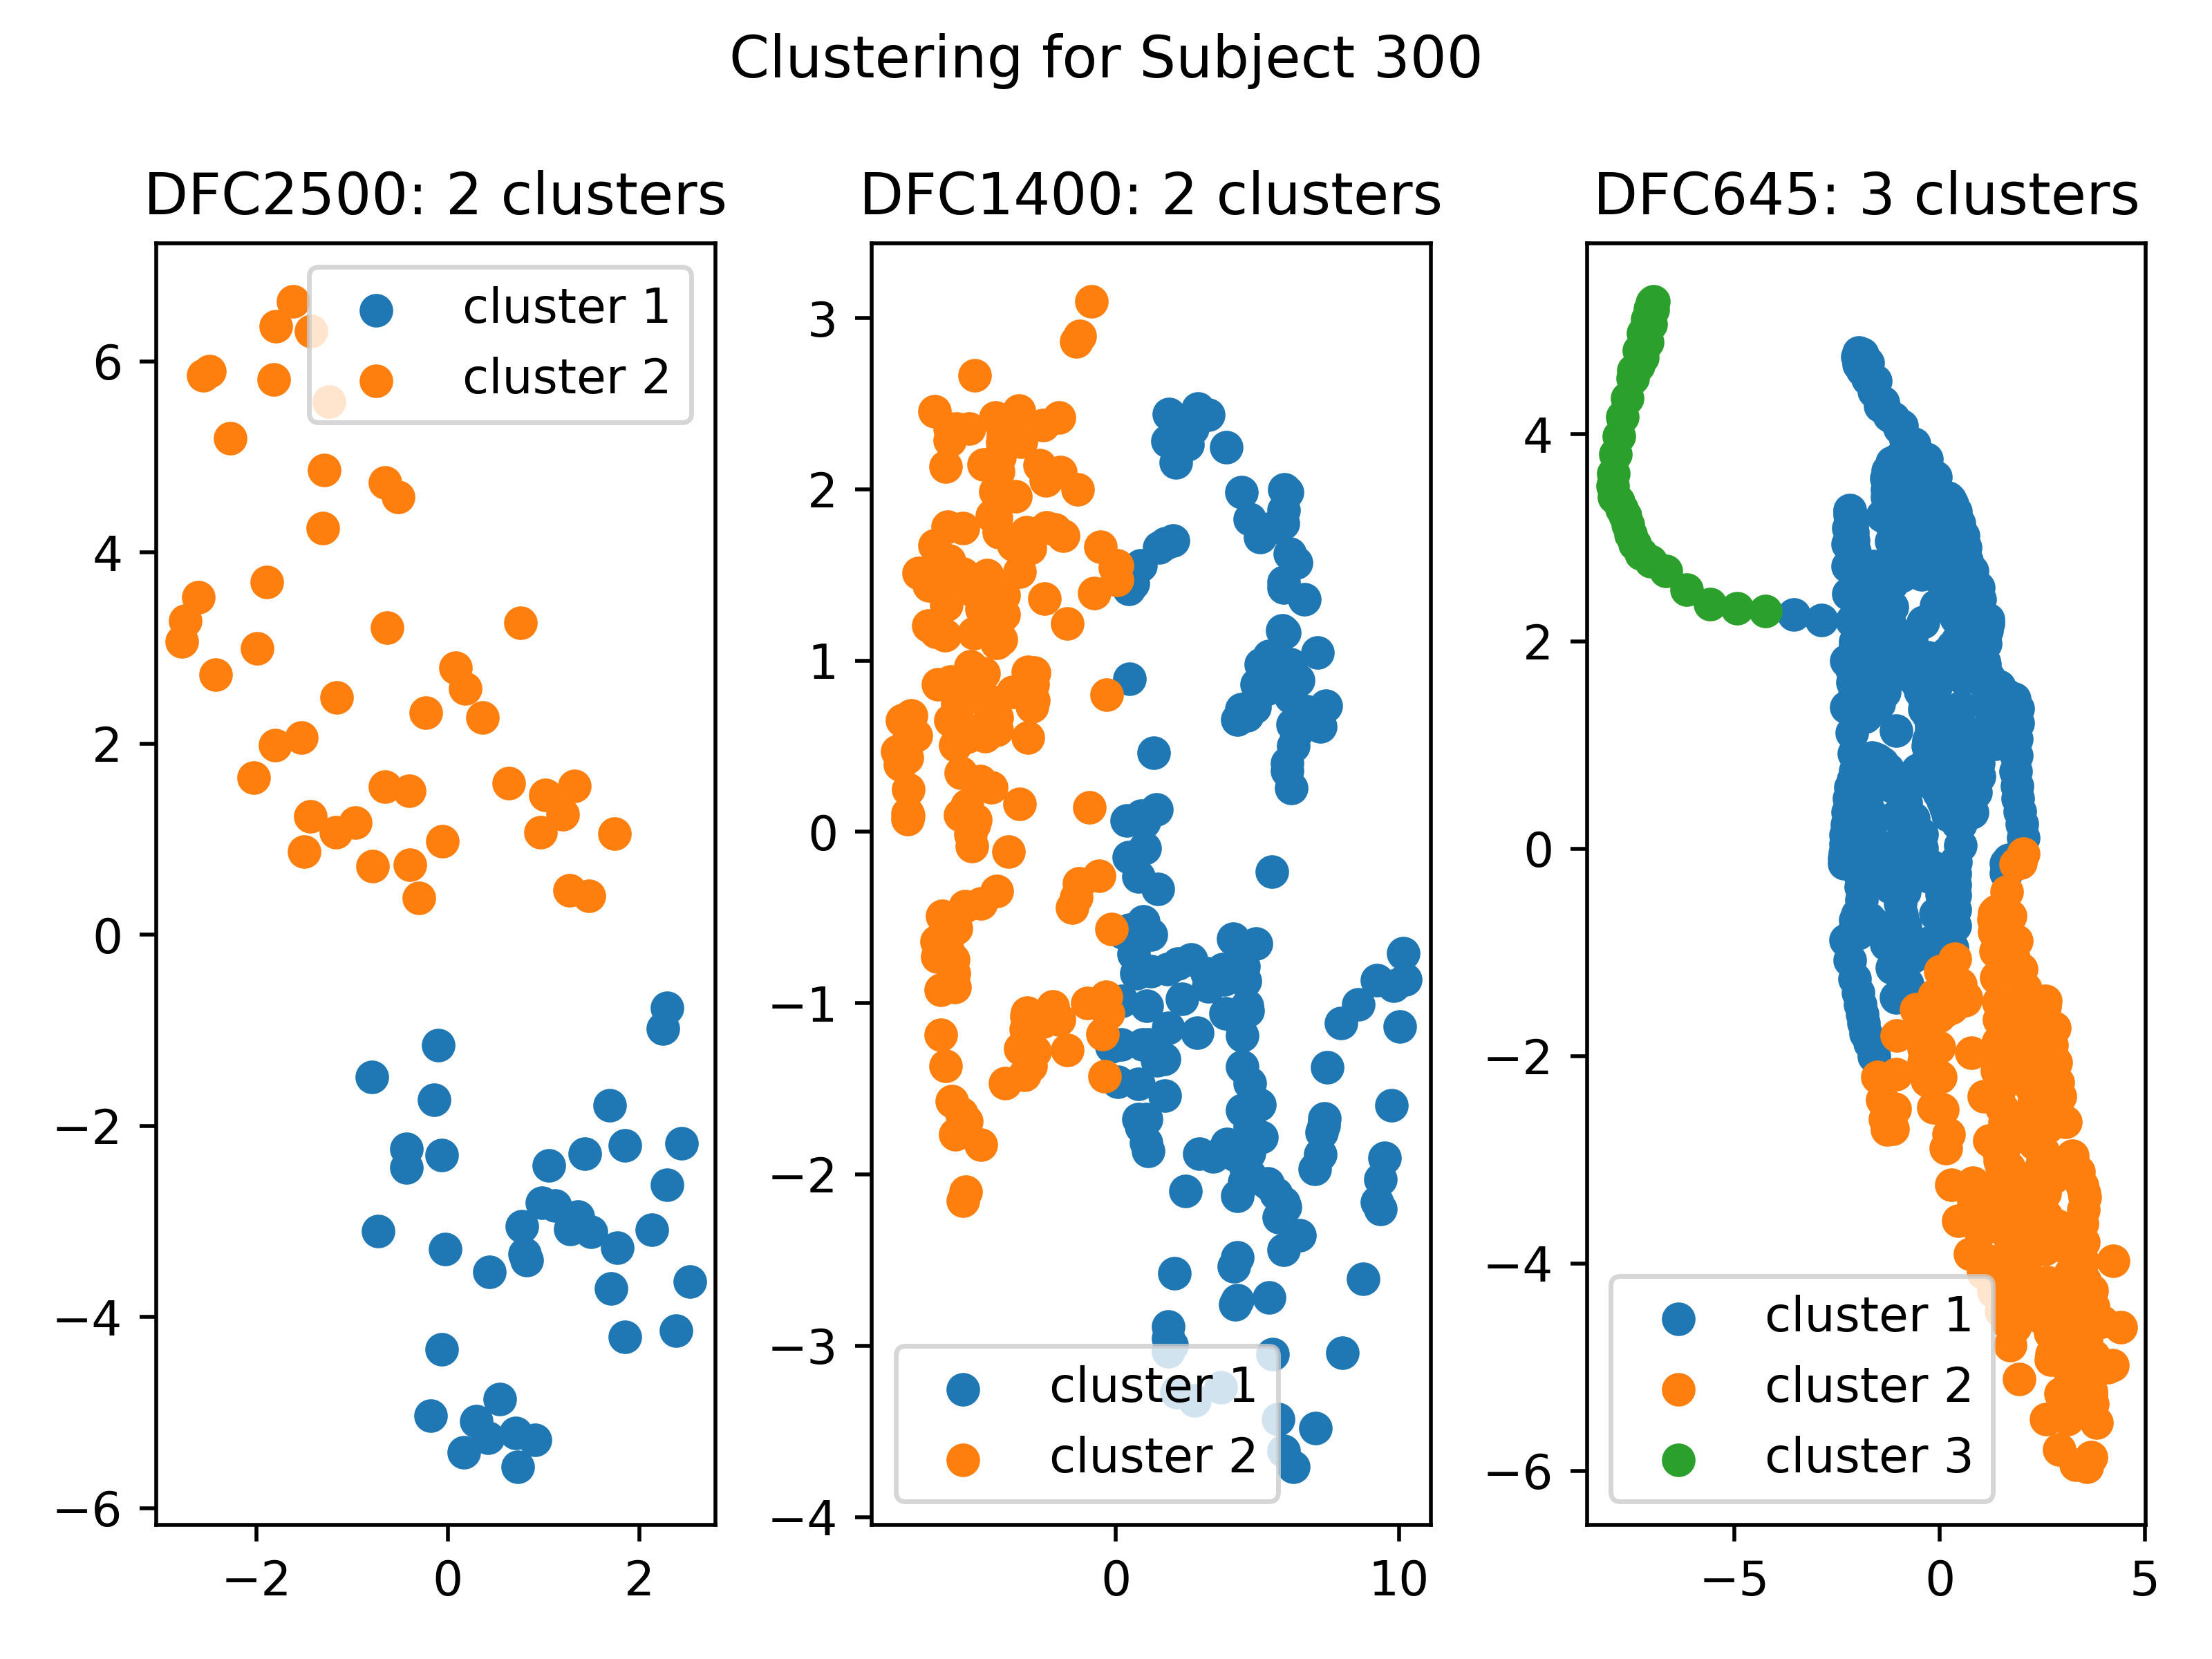 Clustering for Subject 300
DFC2500: 2 clusters
DFC1400: 2 clusters
DFC645: 3 clusters
cluster 1
cluster 2
6
4
2
0
−2
−4
−6
−2
0
2
3
2
1
0
−1
−2
−3
−4
cluster 1
cluster 2
0
10
4
2
0
−2
−4
−6
cluster 1
cluster 2
cluster 3
−5
0
5